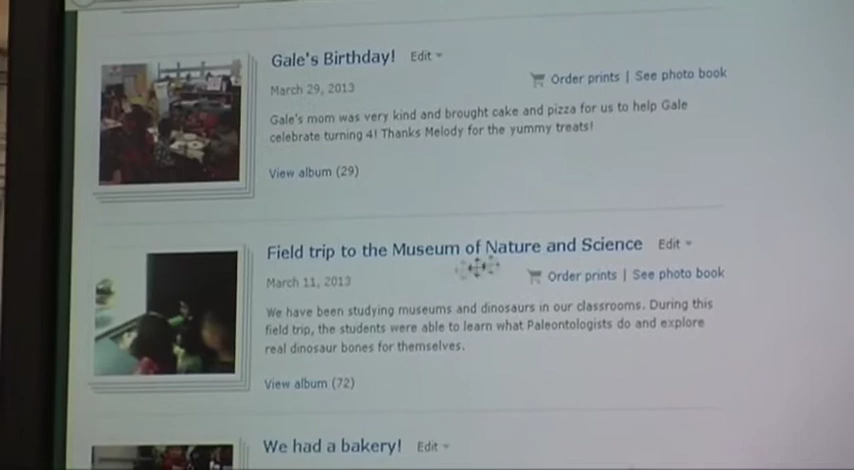 Gale's Birthday! Edit
March 29, 2013
Order prints | See photo book
Gale's mom was very kind and brought cake and pizza for us to help Gale
celebrate turning 4! Thanks Melody for the yummy treats!
View album (29)
Field trip to the Museum of Nature and Science Edit
March 11, 2013
Order prints | See photo book
We have been studying museums and dinosaurs in our classrooms. During this
field trip, the students were able to learn what Paleontologists do and explore
real dinosaur bones for themselves.
View album (72)
We had a bakery! Edit